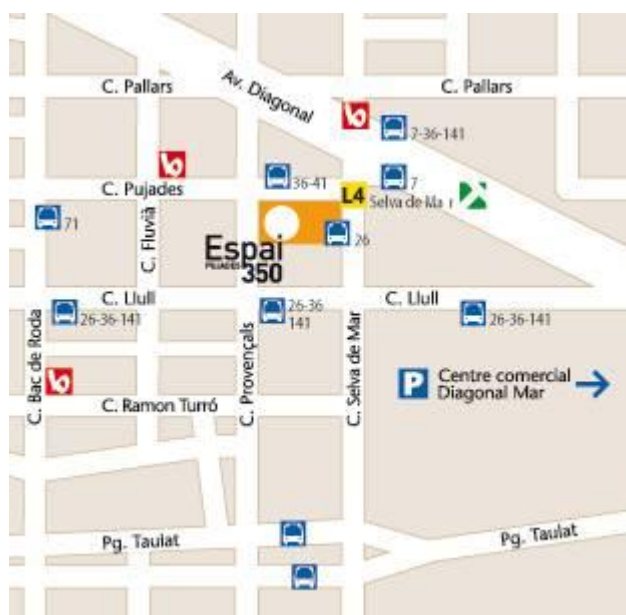 C. Pallars
Av. Diagonal
C. Pallars
7-36-141
36-41
7
C. Pujades
L4
Selva de Mar
71
C. Fluvià
26
Espai
PUJADES 350
C. Llull
C. Llull
26-36-141
26-36
141
26-36-141
C. Bac de Roda
C. Provençals
C. Selva de Mar
P
Centre comercial
Diagonal Mar
C. Ramon Turró
Pg. Taulat
Pg. Taulat